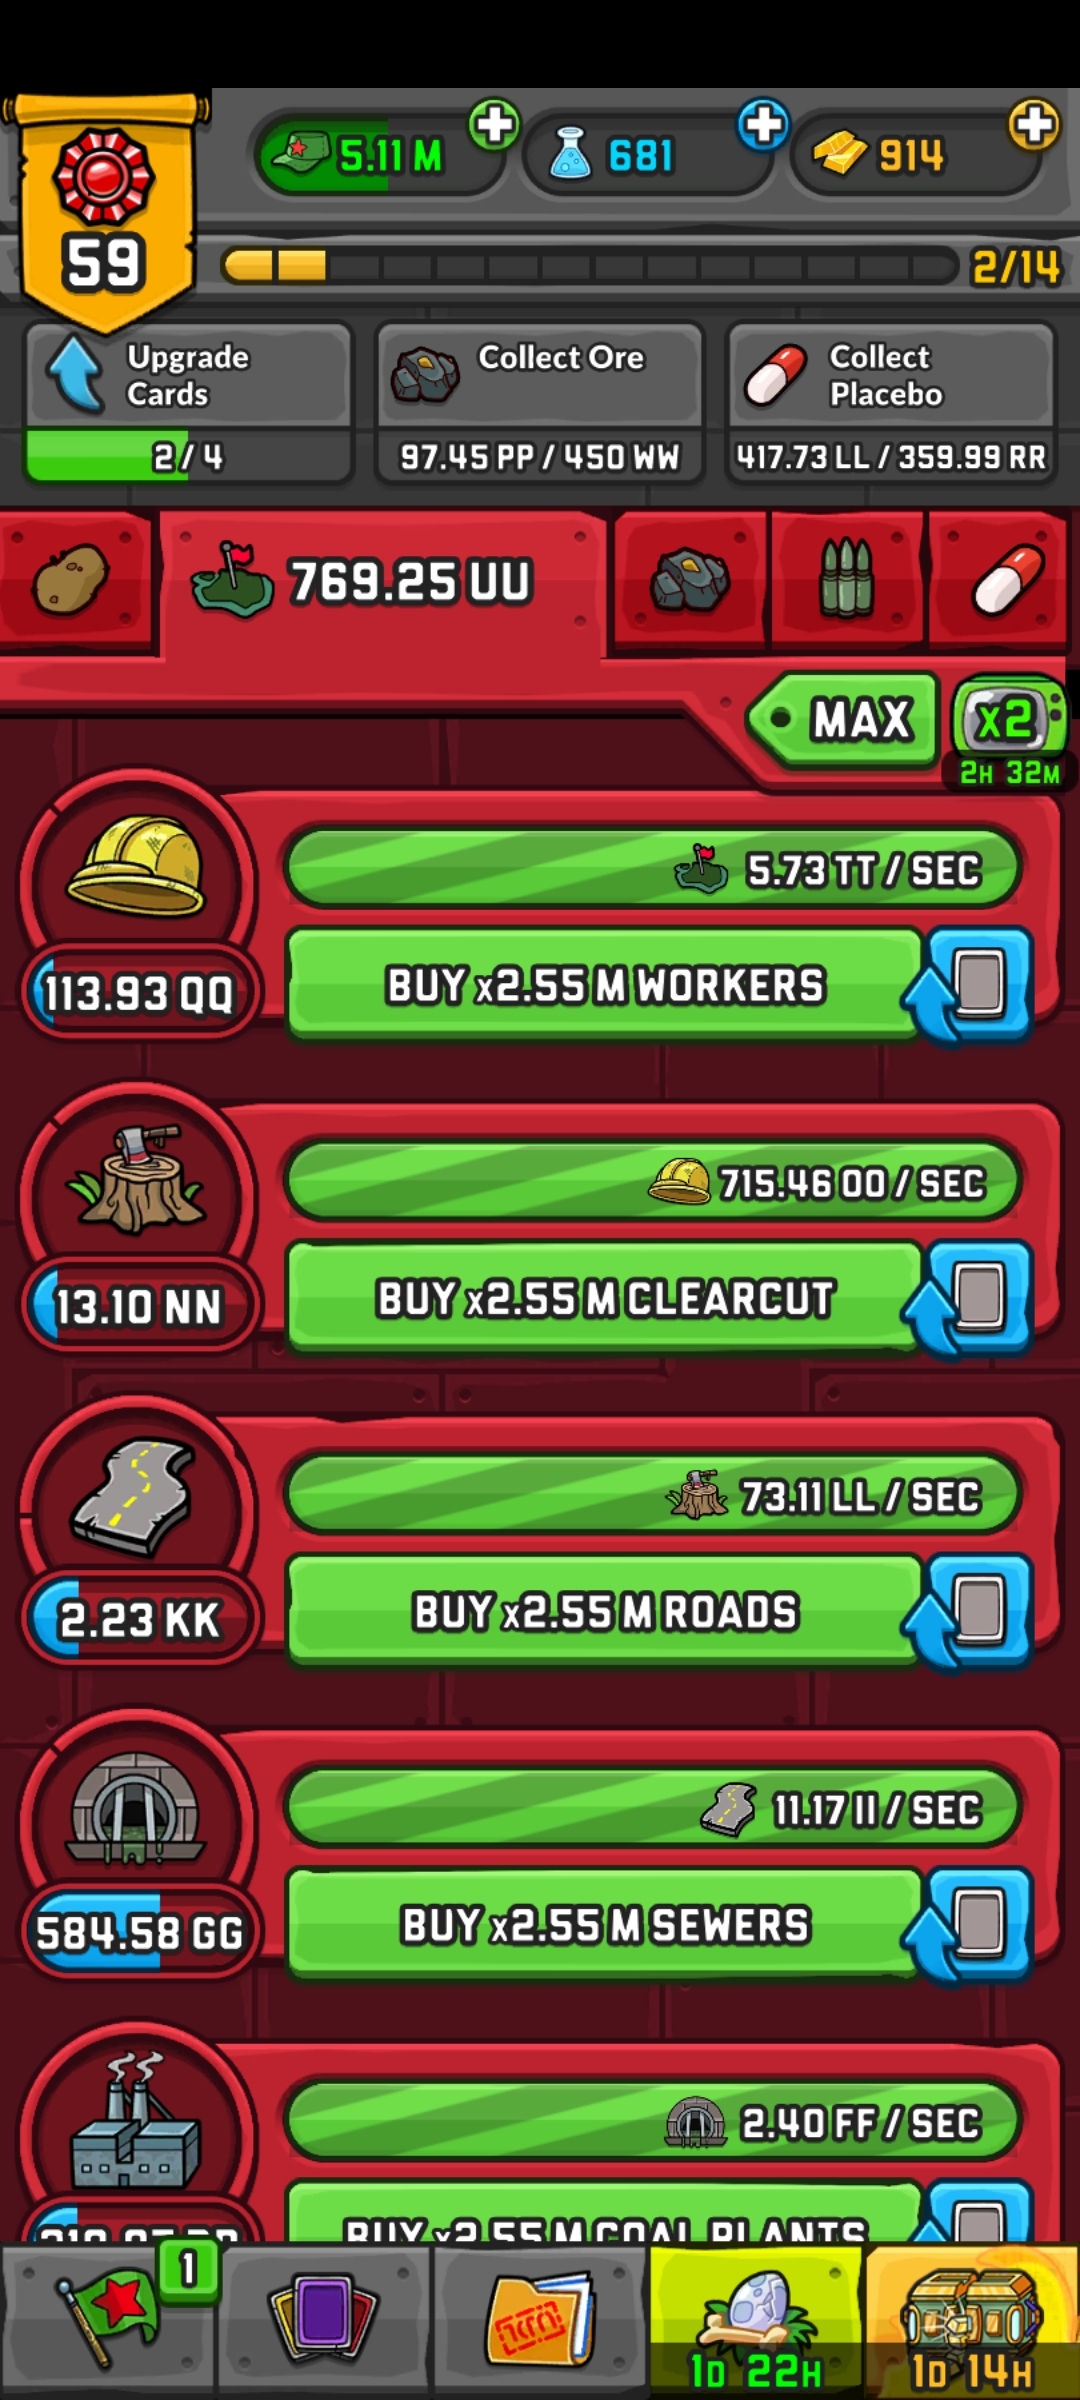 5.11 M
681
914
59
2/14
Upgrade
Cards
2/4
Collect Ore
97.45 PP / 450 WW
Collect
Placebo
417.73 LL / 359.99 RR
769.25 UU
MAX
x2
2H 32M
5.73 TT / SEC
113.93 QQ
BUY x2.55 M WORKERS
715.46 OO / SEC
13.10 NN
BUY x2.55 M CLEARCUT
73.11 LL / SEC
2.23 KK
BUY x2.55 M ROADS
11.17 II / SEC
584.58 GG
BUY x2.55 M SEWERS
2.40 FF / SEC
BUY x2.55 M COAL PLANTS
1
1D 22H
1D 14H